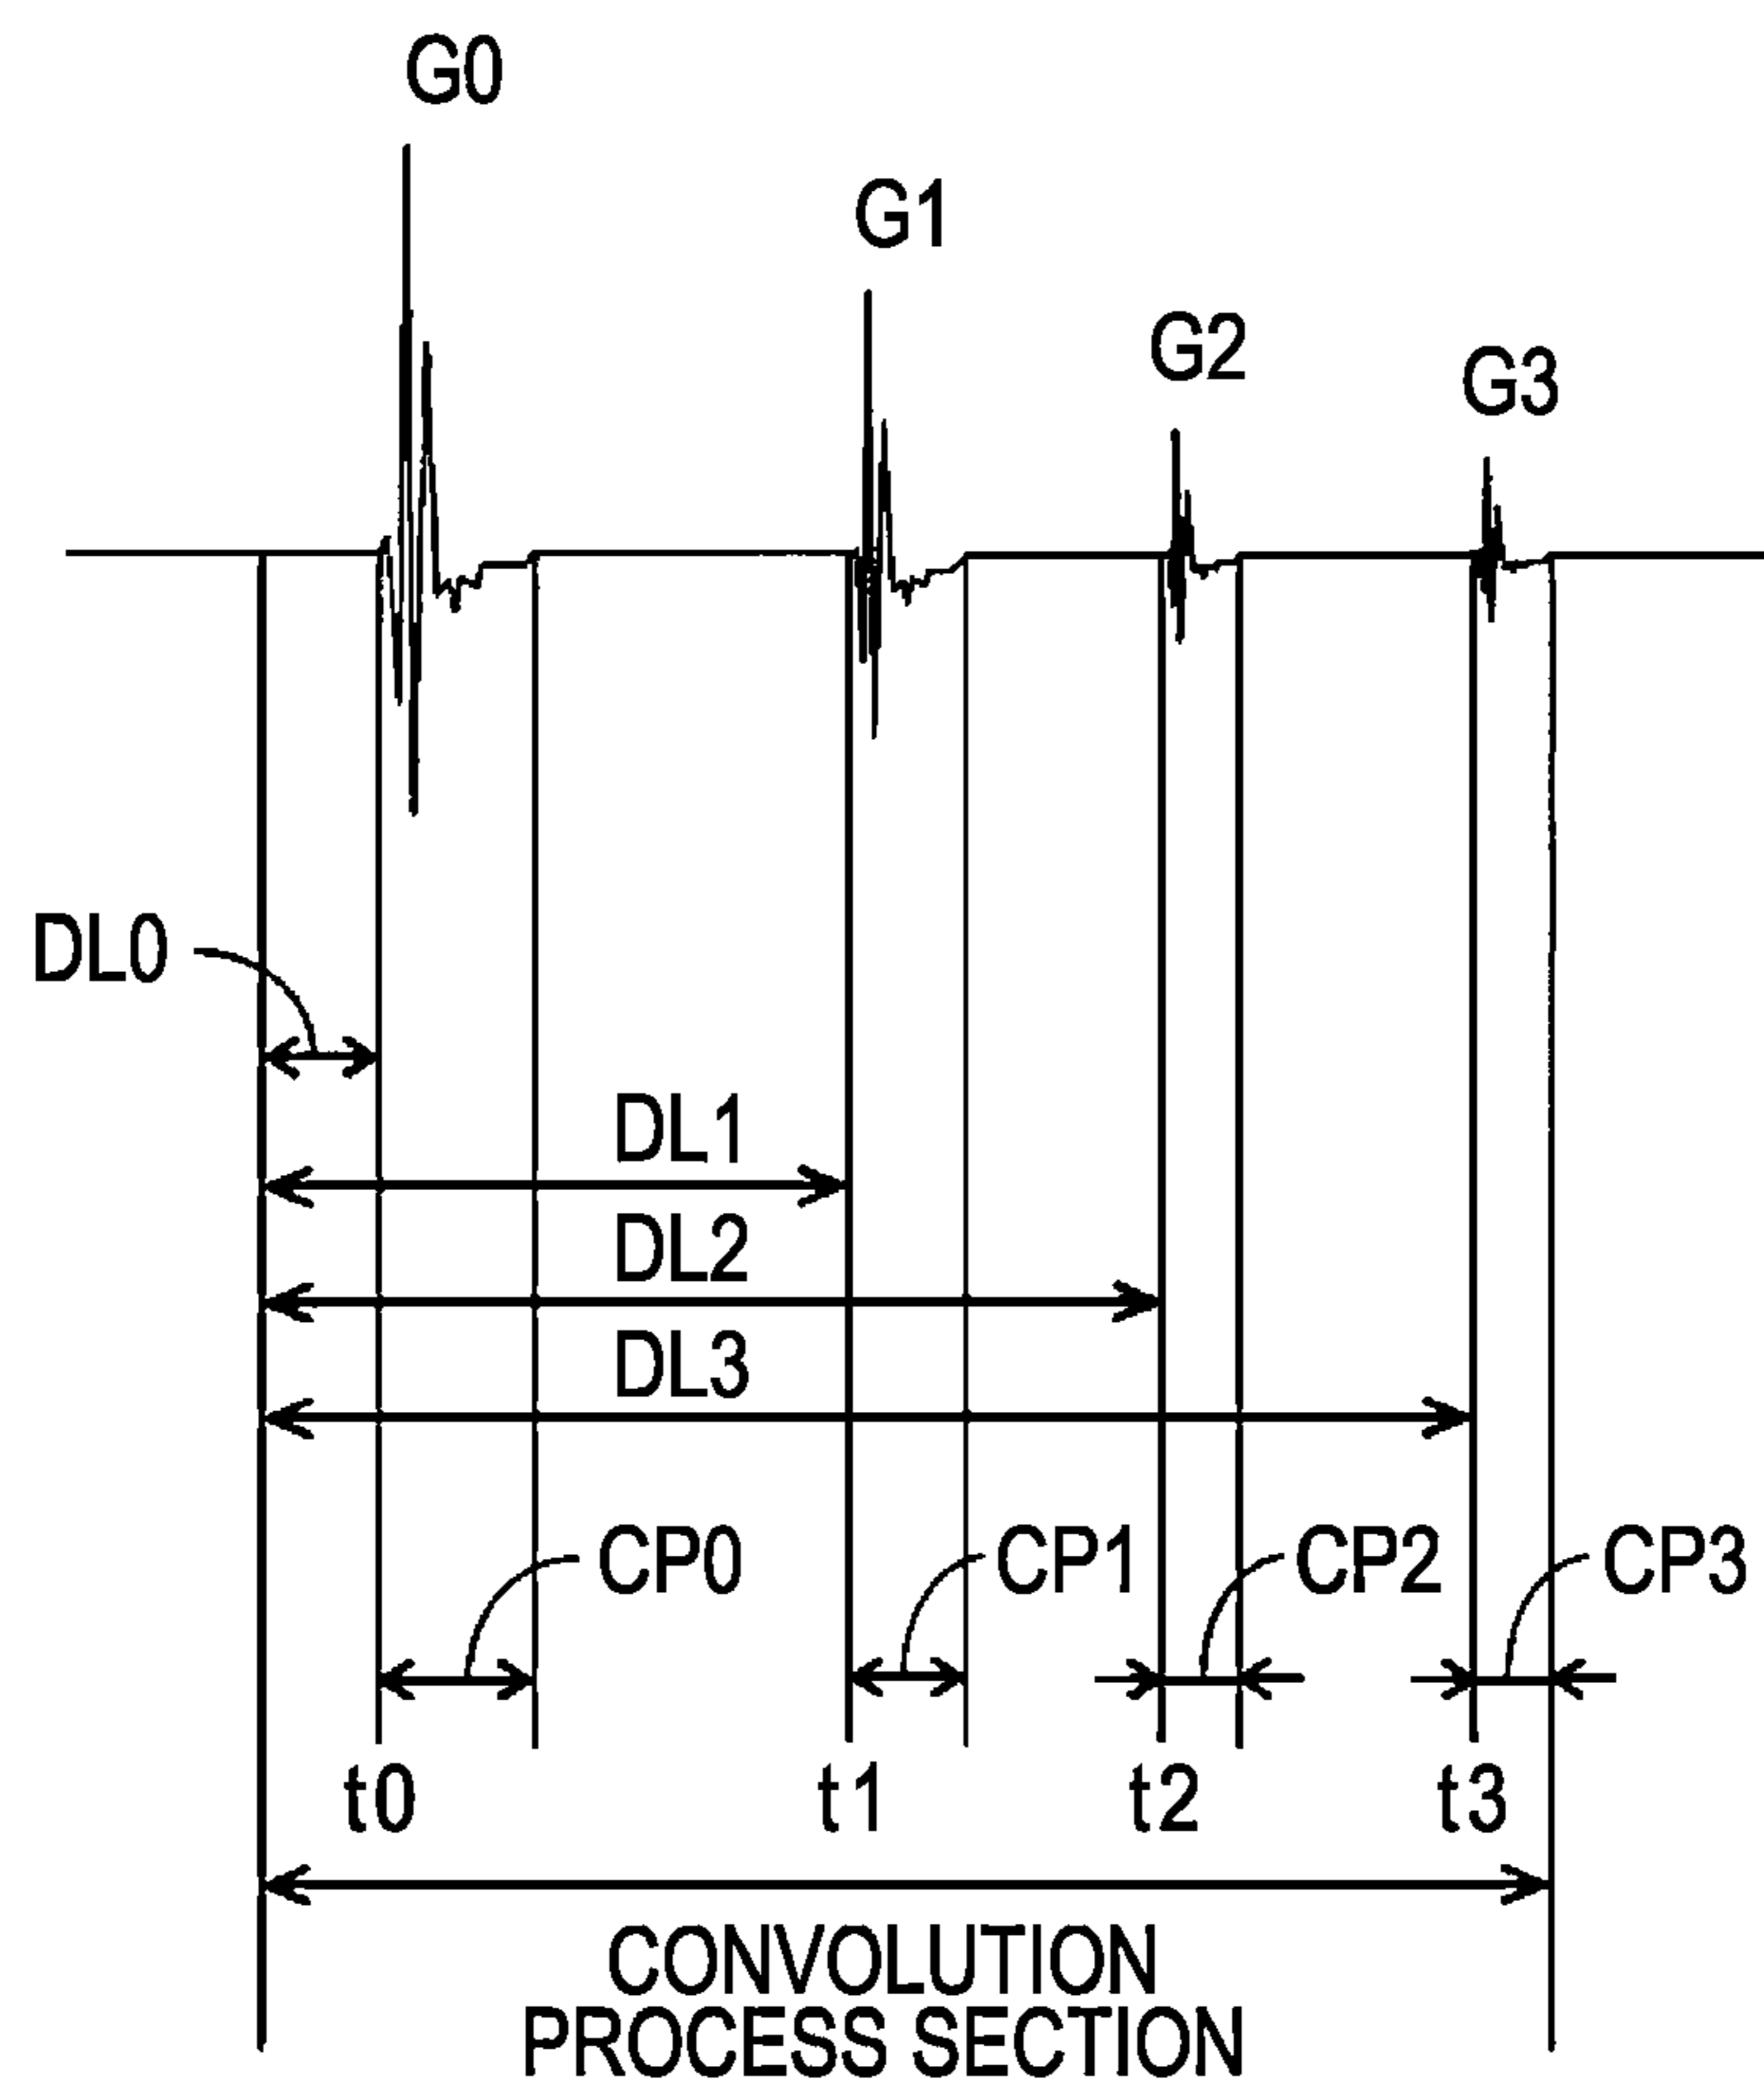 G0
G1
G2
G3
DL0
DL1
DL2
DL3
CP0
CP1
CP2
CP3
t0
t1
t2
t3
CONVOLUTION
PROCESS SECTION